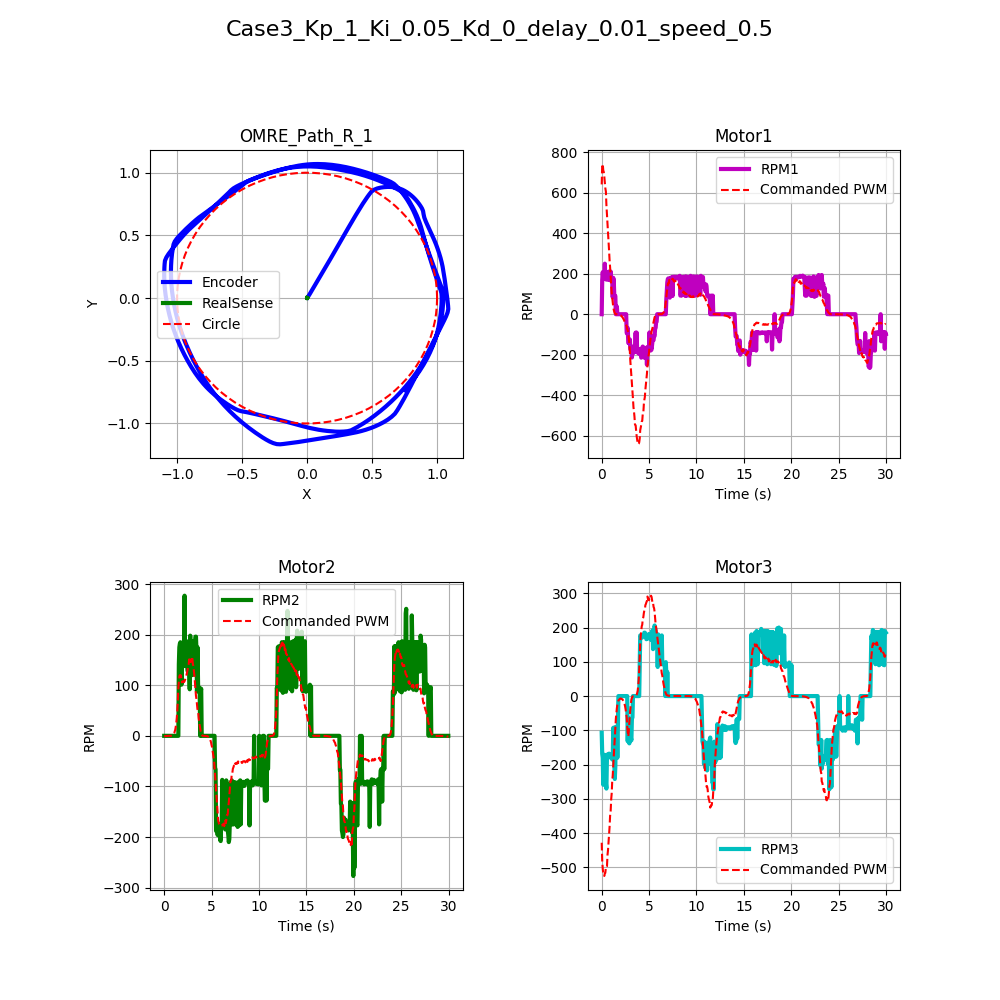 Case3_Kp_1_Ki_0.05_Kd_0_delay_0.01_speed_0.5
OMRE_Path_R_1
1.0
0.5
0.0
−0.5
−1.0
Y
Encoder
RealSense
Circle
−1.0 −0.5 0.0 0.5 1.0
X
Motor1
800
600
400
200
0
−200
−400
−600
RPM
RPM1
Commanded PWM
0 5 10 15 20 25 30
Time (s)
Motor2
300
200
100
0
−100
−200
−300
RPM
RPM2
Commanded PWM
0 5 10 15 20 25 30
Time (s)
Motor3
300
200
100
0
−100
−200
−300
−400
−500
RPM
RPM3
Commanded PWM
0 5 10 15 20 25 30
Time (s)